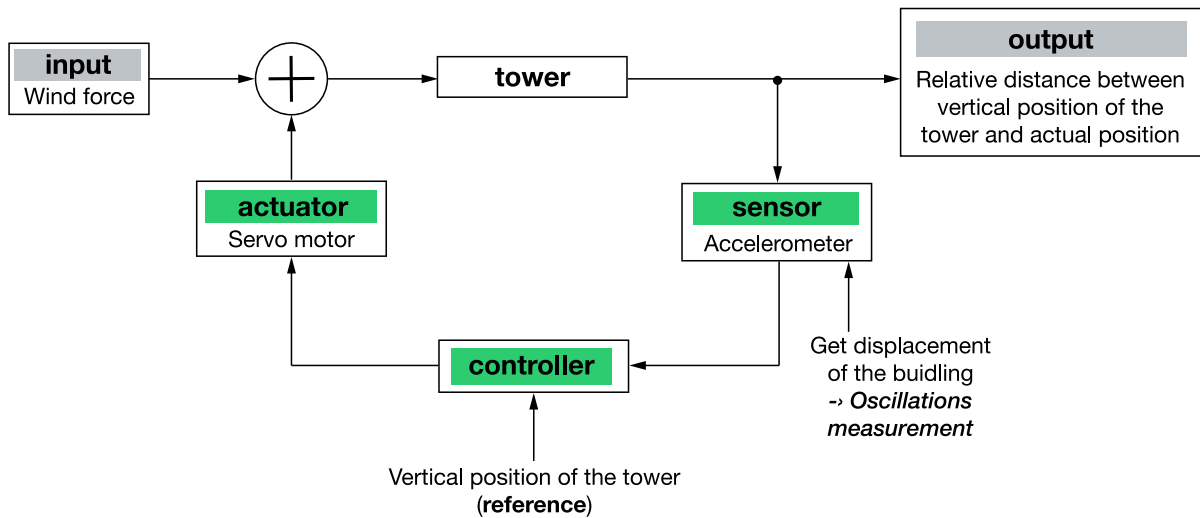 input
Wind force
tower
output
Relative distance between
vertical position of the
tower and actual position
actuator
Servo motor
sensor
Accelerometer
controller
Get displacement
of the buidling
-› Oscillations
measurement
Vertical position of the tower
(reference)